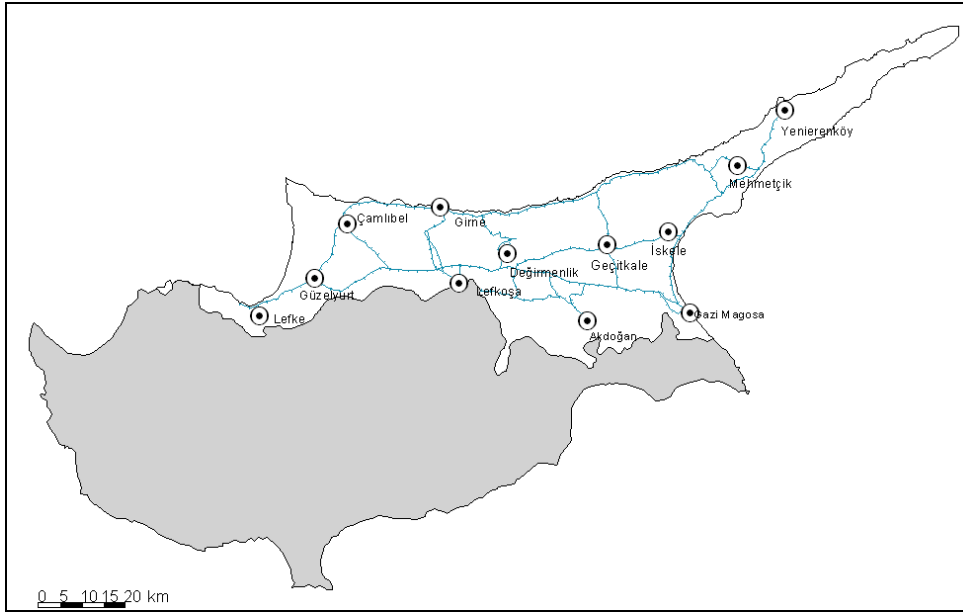 Yenierenköy
Mehmetçik
Çamlıbel
Girne
İskele
Değirmenlik
Geçitkale
Güzelyurt
Lefkoşa
Lefke
Gazi Magosa
Akdoğan
0 5 10 15 20 km